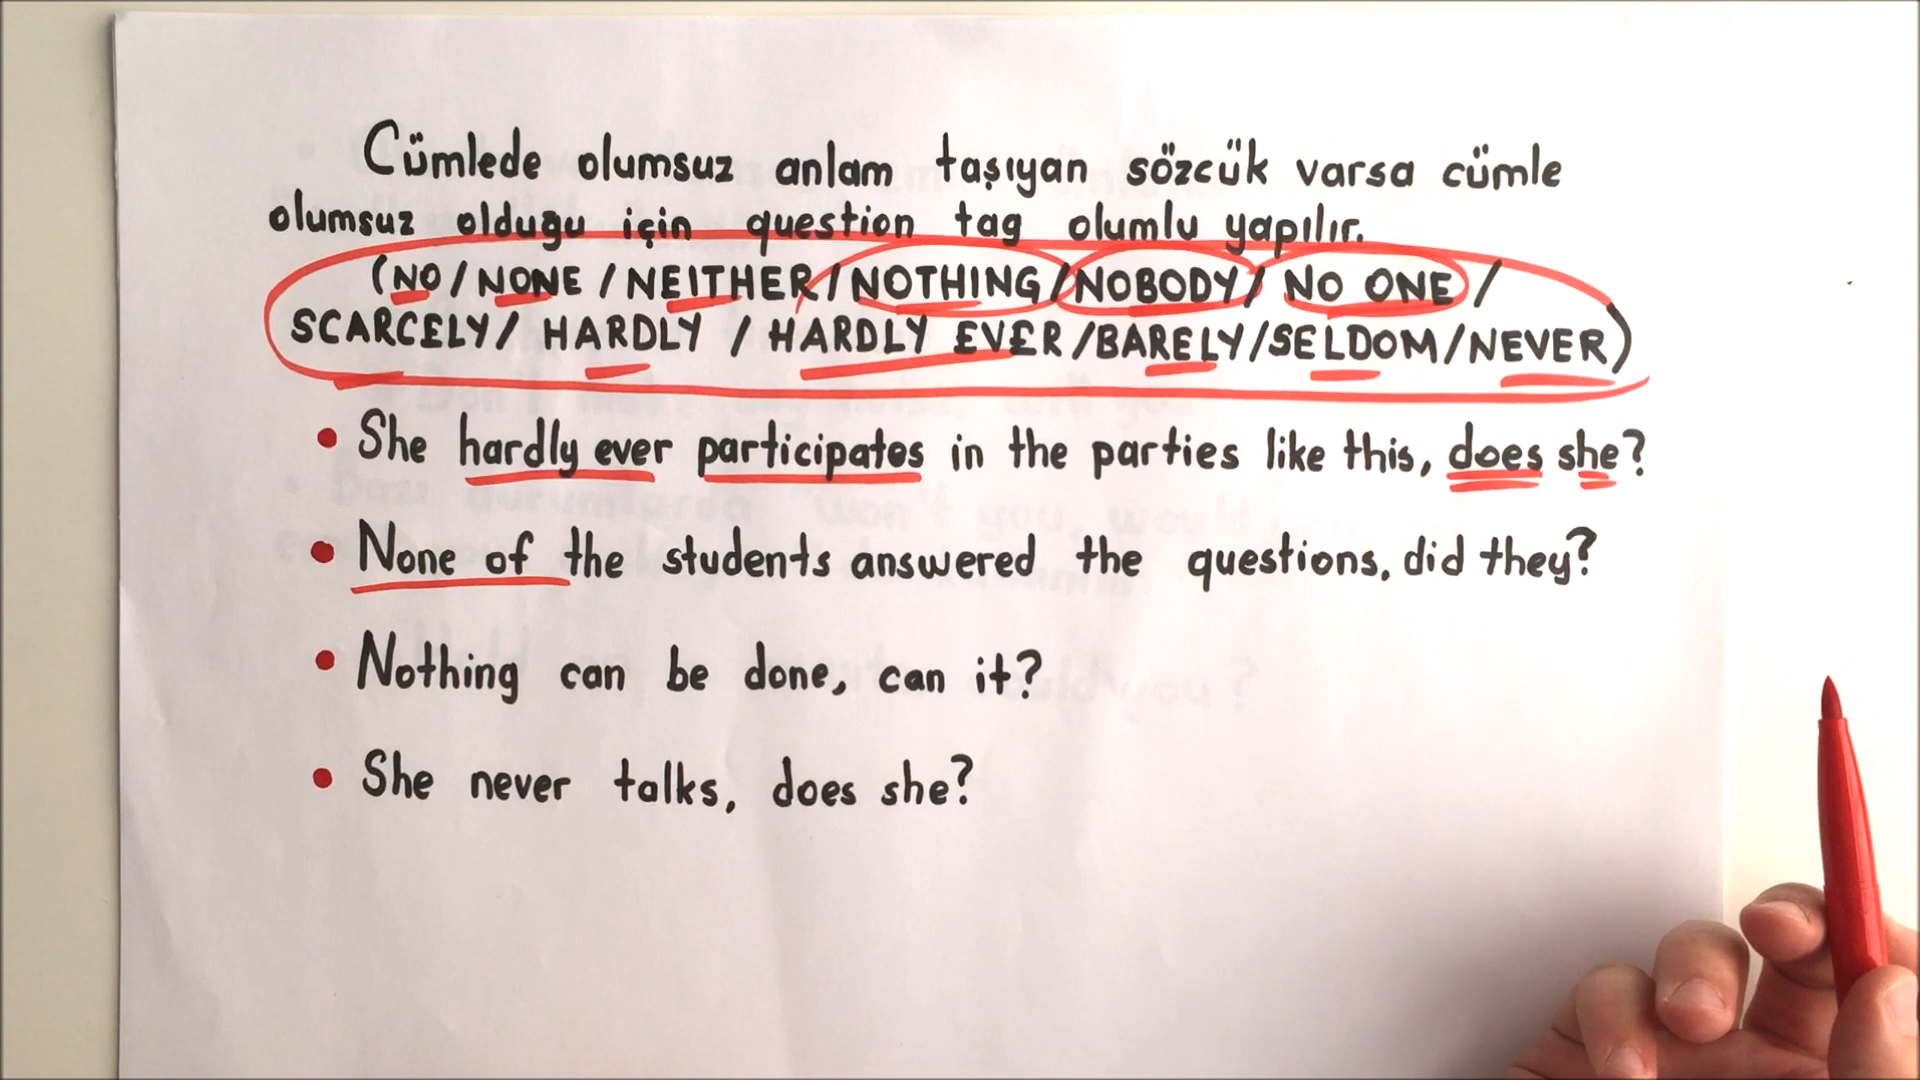 Cümlede olumsuz anlam taşıyan sözcük varsa cümle
olumsuz olduğu için question tag olumlu yapılır.
(NO / NONE / NEITHER / NOTHING / NOBODY / NO ONE /
SCARCELY / HARDLY / HARDLY EVER / BARELY / SELDOM / NEVER)
• She hardly ever participates in the parties like this, does she?
• None of the students answered the questions, did they?
• Nothing can be done, can it?
• She never talks, does she?